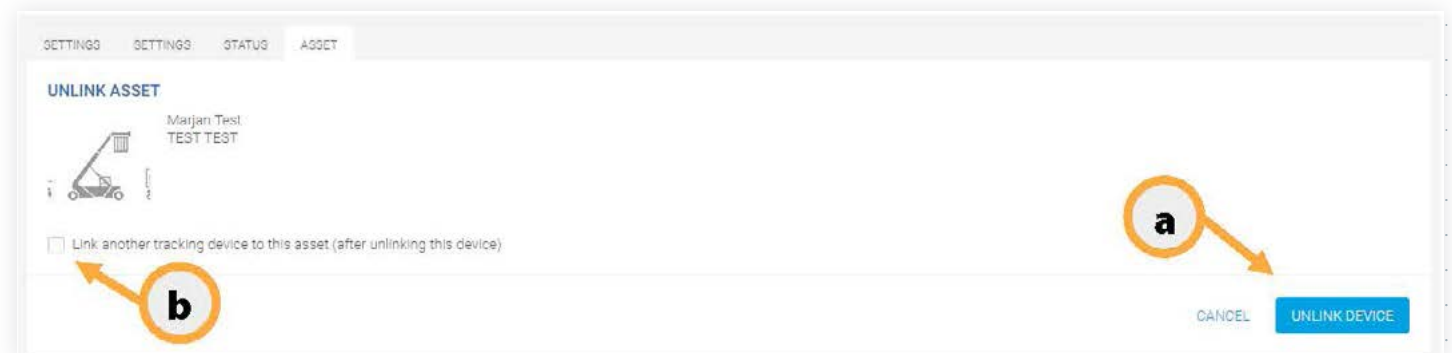 SETTINGS SETTINGS STATUS ASSET
UNLINK ASSET
Marjan Test
TEST TEST
a
Link another tracking device to this asset (after unlinking this device)
b
CANCEL UNLINK DEVICE